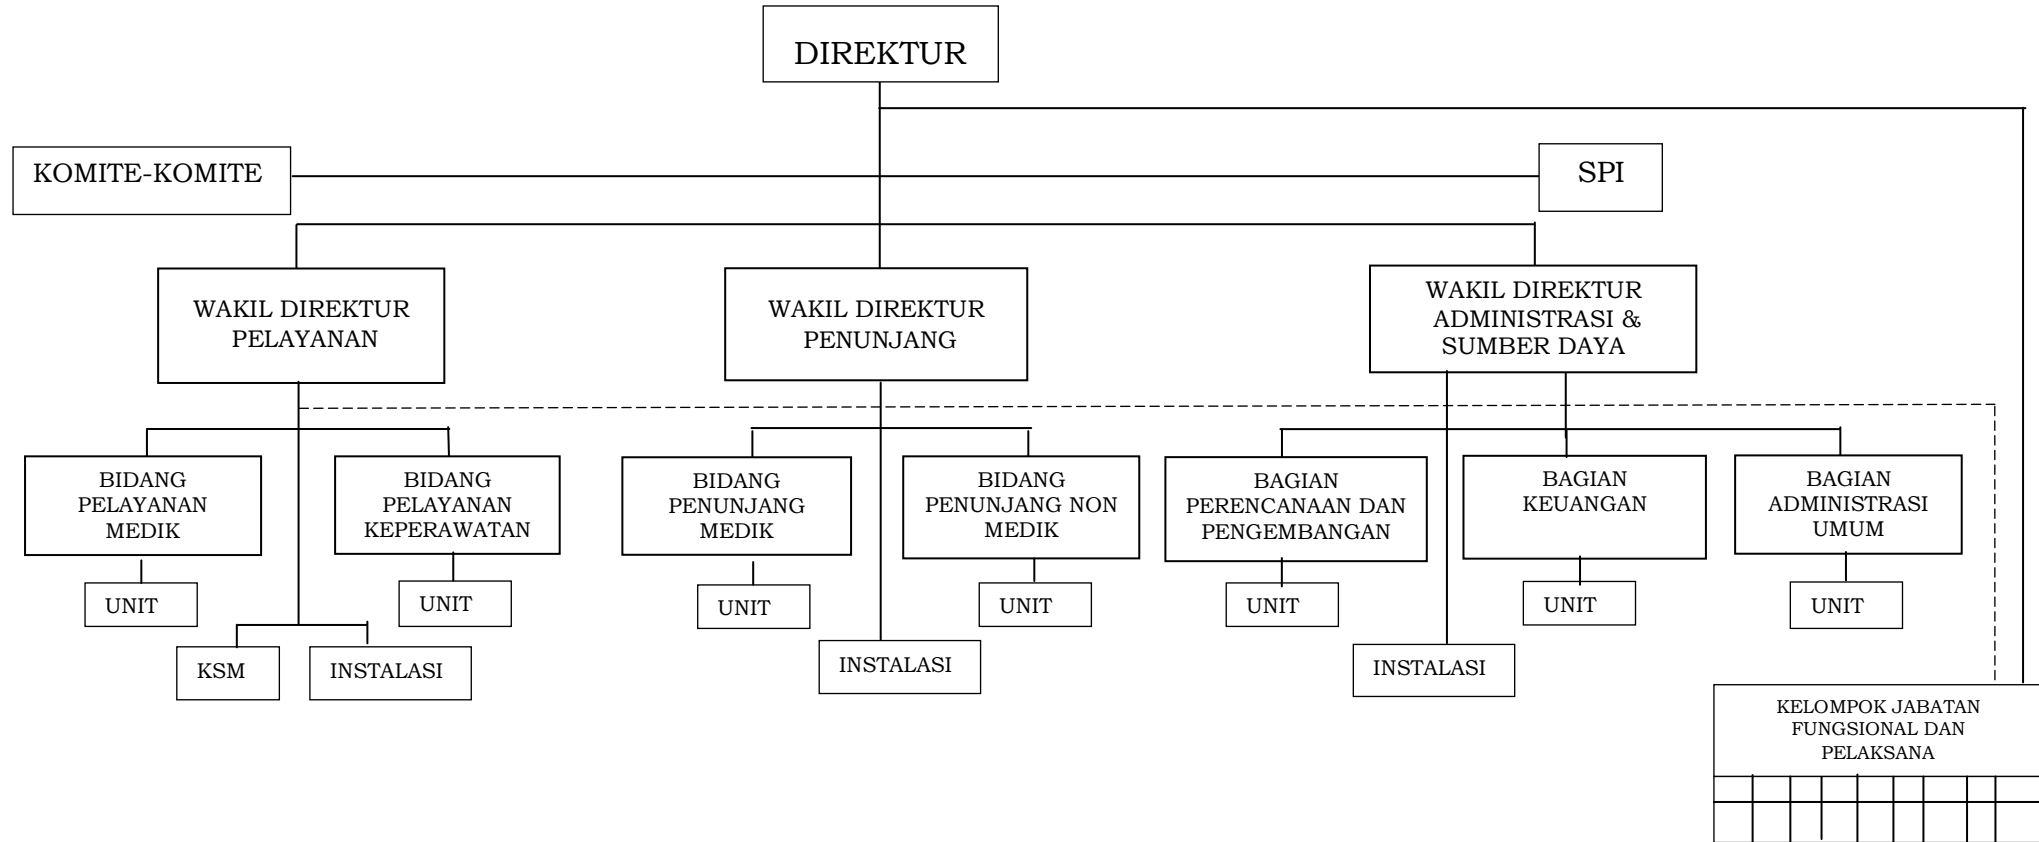 DIREKTUR
KOMITE-KOMITE
SPI
WAKIL DIREKTUR
PELAYANAN
WAKIL DIREKTUR
PENUNJANG
WAKIL DIREKTUR
ADMINISTRASI &
SUMBER DAYA
BIDANG
PELAYANAN
MEDIK
BIDANG
PELAYANAN
KEPERAWATAN
BIDANG
PENUNJANG
MEDIK
BIDANG
PENUNJANG NON
MEDIK
BAGIAN
PERENCANAAN DAN
PENGEMBANGAN
BAGIAN
KEUANGAN
BAGIAN
ADMINISTRASI
UMUM
UNIT
UNIT
UNIT
UNIT
UNIT
UNIT
UNIT
KSM
INSTALASI
INSTALASI
INSTALASI
KELOMPOK JABATAN
FUNGSIONAL DAN
PELAKSANA